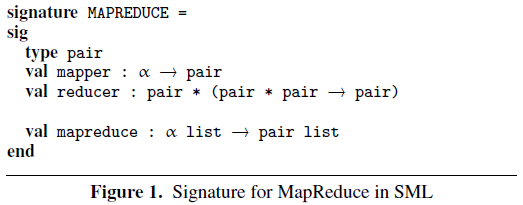 signature MAPREDUCE =
sig
type pair
val mapper : α → pair
val reducer : pair * (pair * pair → pair)
val mapreduce : α list → pair list
end
Figure 1. Signature for MapReduce in SML